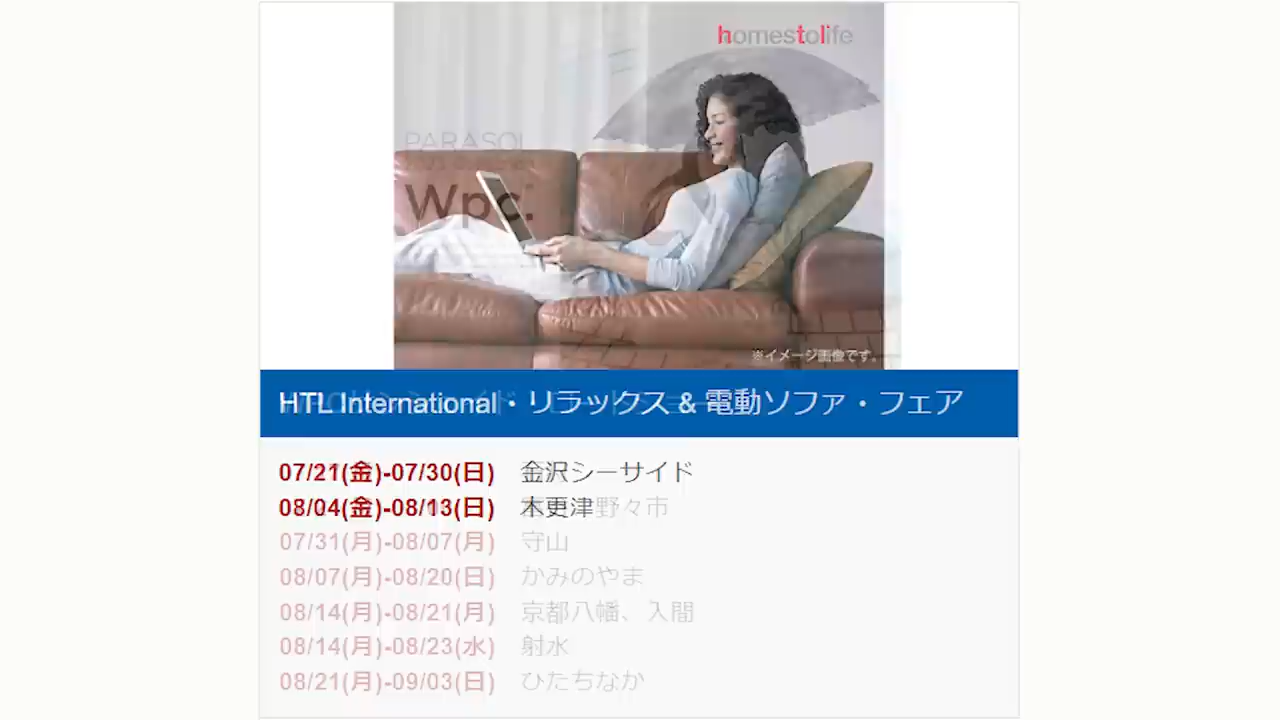 homestolife
PARASOL
Wpc.
※イメージ画像です。
HTL International・リラックス & 電動ソファ・フェア
07/21(金)-07/30(日) 金沢シーサイド
08/04(金)-08/13(日) 木更津
野々市
07/31(月)-08/07(月) 守山
08/07(月)-08/20(日) かみのやま
08/14(月)-08/21(月) 京都八幡、入間
08/14(月)-08/23(水) 射水
08/21(月)-09/03(日) ひたちなか